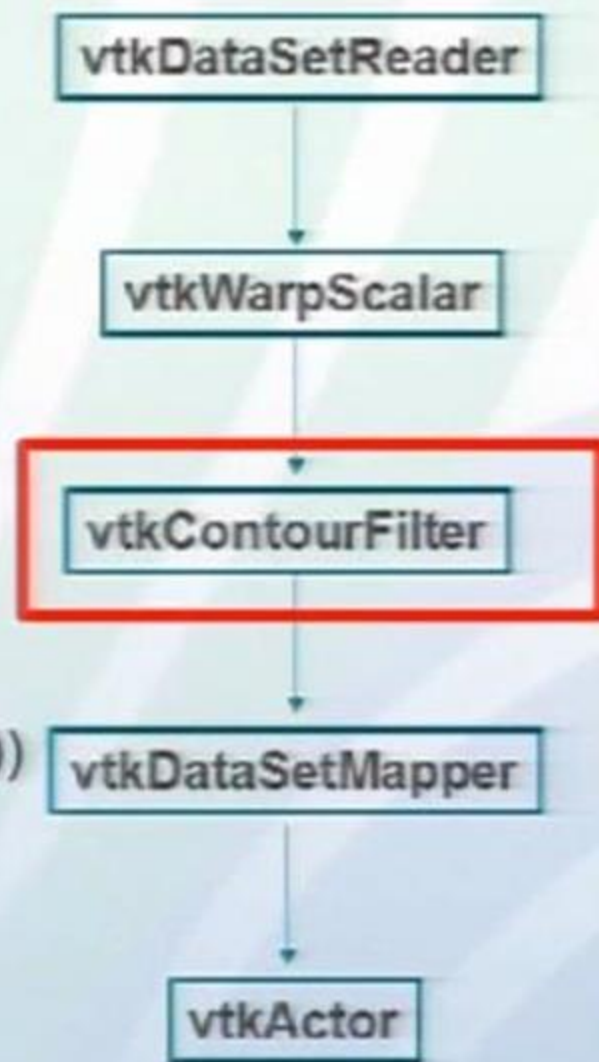 vtkDataSetReader
vtkWarpScalar
vtkContourFilter
))
vtkDataSetMapper
vtkActor